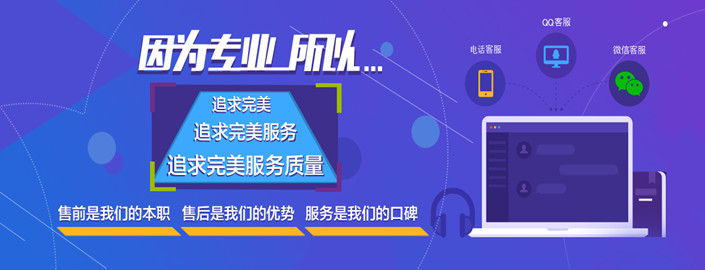 因为专业 所以...
追求完美
追求完美服务
追求完美服务质量
售前是我们的本职 售后是我们的优势 服务是我们的口碑
QQ客服
电话客服
微信客服